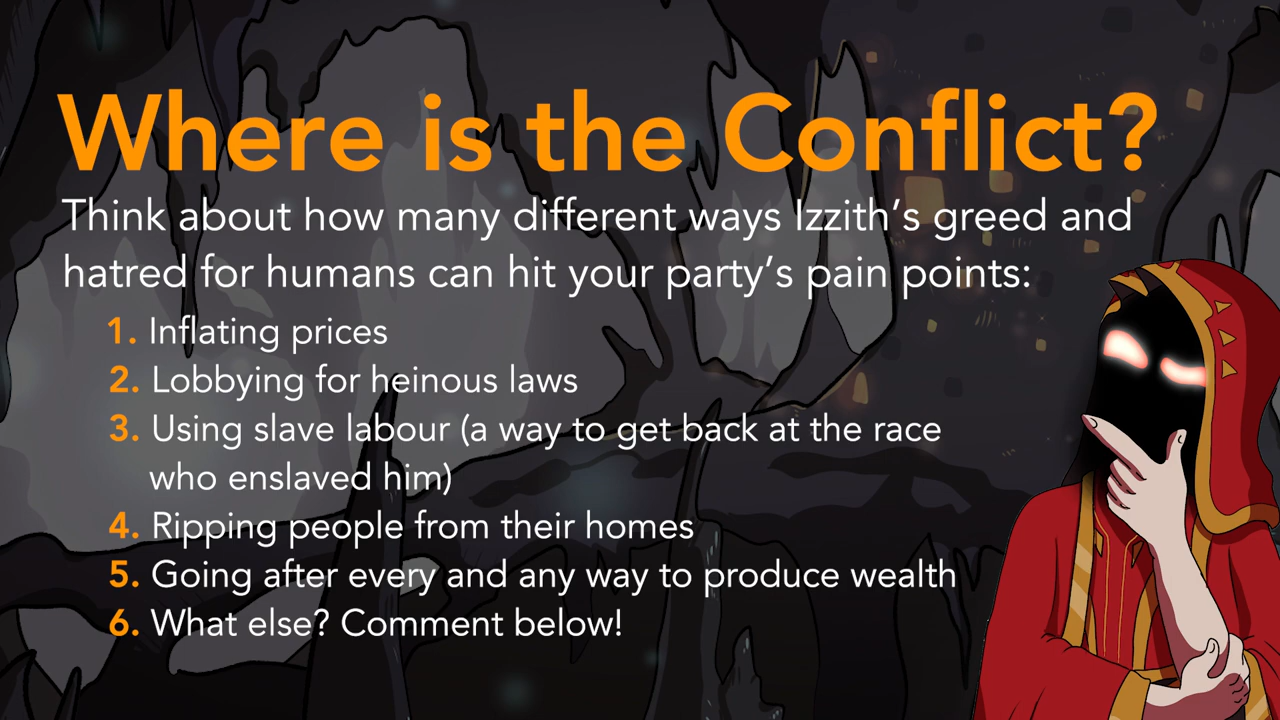 Where is the Conflict?
Think about how many different ways Izzith’s greed and
hatred for humans can hit your party’s pain points:
1. Inflating prices
2. Lobbying for heinous laws
3. Using slave labour (a way to get back at the race
who enslaved him)
4. Ripping people from their homes
5. Going after every and any way to produce wealth
6. What else? Comment below!